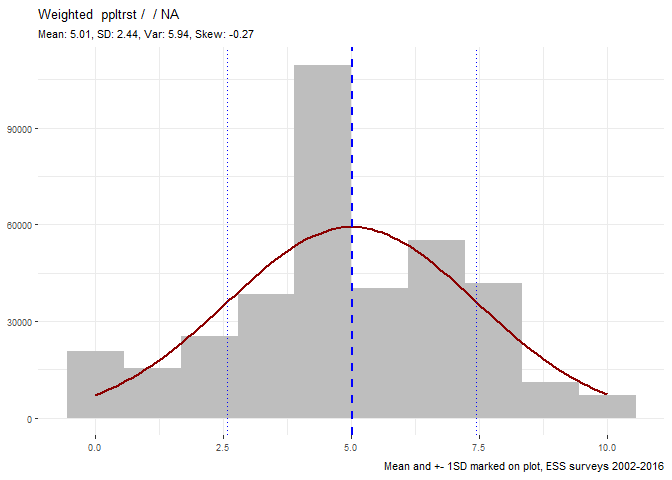 Weighted  ppltrst /  / NA
Mean: 5.01, SD: 2.44, Var: 5.94, Skew: -0.27
90000
60000
30000
0
0.0 2.5 5.0 7.5 10.0
Mean and +- 1SD marked on plot, ESS surveys 2002-2016